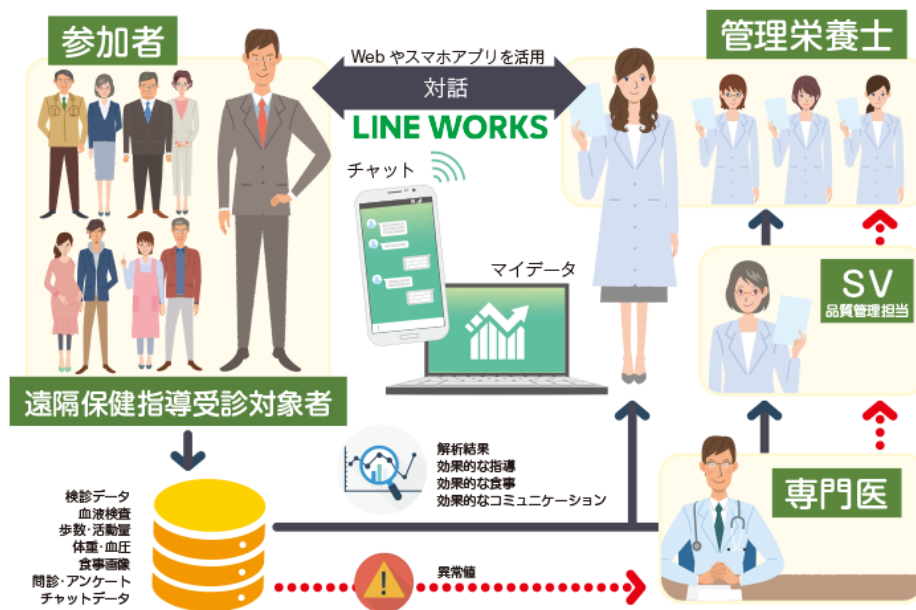 参加者
管理栄養士
Webやスマホアプリを活用
対話
LINE WORKS
チャット
マイデータ
SV
品質管理担当
遠隔保健指導受診対象者
解析結果
効果的な指導
効果的な食事
効果的なコミュニケーション
専門医
検診データ
血液検査
歩数・活動量
体重・血圧
食事画像
問診・アンケート
チャットデータ
異常値